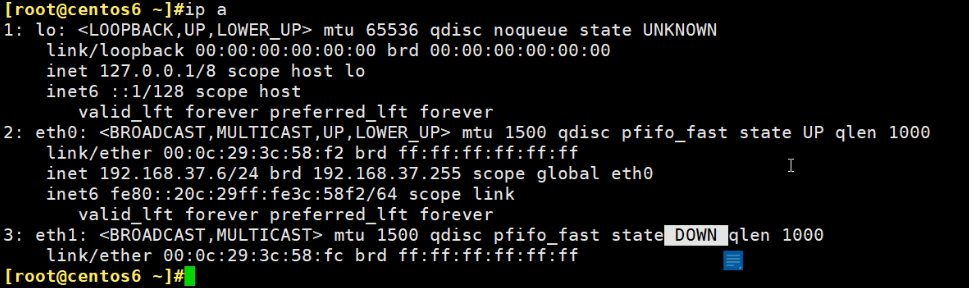 [root@centos6 ~]#ip a
1: lo: <LOOPBACK,UP,LOWER_UP> mtu 65536 qdisc noqueue state UNKNOWN
    link/loopback 00:00:00:00:00:00 brd 00:00:00:00:00:00
    inet 127.0.0.1/8 scope host lo
    inet6 ::1/128 scope host
       valid_lft forever preferred_lft forever
2: eth0: <BROADCAST,MULTICAST,UP,LOWER_UP> mtu 1500 qdisc pfifo_fast state UP qlen 1000
    link/ether 00:0c:29:3c:58:f2 brd ff:ff:ff:ff:ff:ff
    inet 192.168.37.6/24 brd 192.168.37.255 scope global eth0
    inet6 fe80::20c:29ff:fe3c:58f2/64 scope link
       valid_lft forever preferred_lft forever
3: eth1: <BROADCAST,MULTICAST> mtu 1500 qdisc pfifo_fast state DOWN qlen 1000
    link/ether 00:0c:29:3c:58:fc brd ff:ff:ff:ff:ff:ff
[root@centos6 ~]#